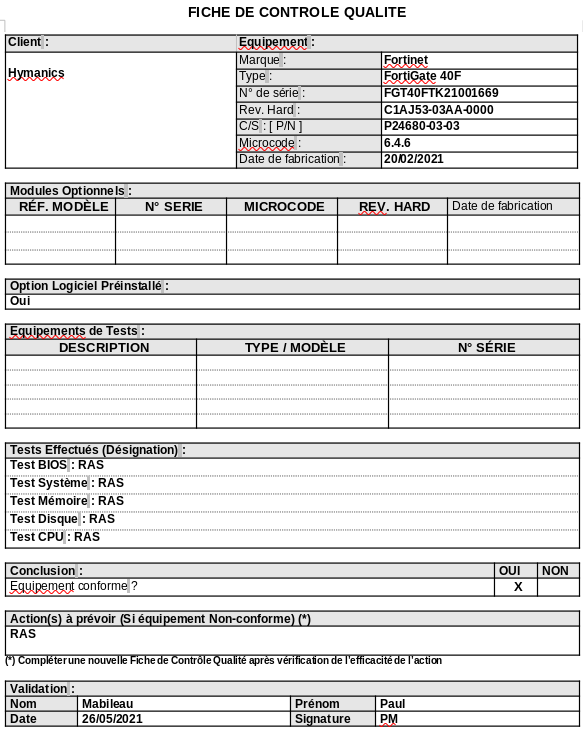 FICHE DE CONTROLE QUALITE
Client :
Equipement :
Hymanics
Marque : Fortinet
Type : FortiGate 40F
N° de série : FGT40FTK21001669
Rev. Hard : C1AJ53-03AA-0000
C/S : [ P/N ] P24680-03-03
Microcode : 6.4.6
Date de fabrication : 20/02/2021
Modules Optionnels :
RÉF. MODÈLE N° SERIE MICROCODE REV. HARD Date de fabrication
Option Logiciel Préinstallé :
Oui
Equipements de Tests :
DESCRIPTION TYPE / MODÈLE N° SÉRIE
Tests Effectués (Désignation) :
Test BIOS : RAS
Test Système : RAS
Test Mémoire : RAS
Test Disque : RAS
Test CPU : RAS
Conclusion : OUI NON
Equipement conforme ? X
Action(s) à prévoir (Si équipement Non-conforme) (*)
RAS
(*) Compléter une nouvelle Fiche de Contrôle Qualité après vérification de l'efficacité de l'action
Validation :
Nom Mabileau Prénom Paul
Date 26/05/2021 Signature PM